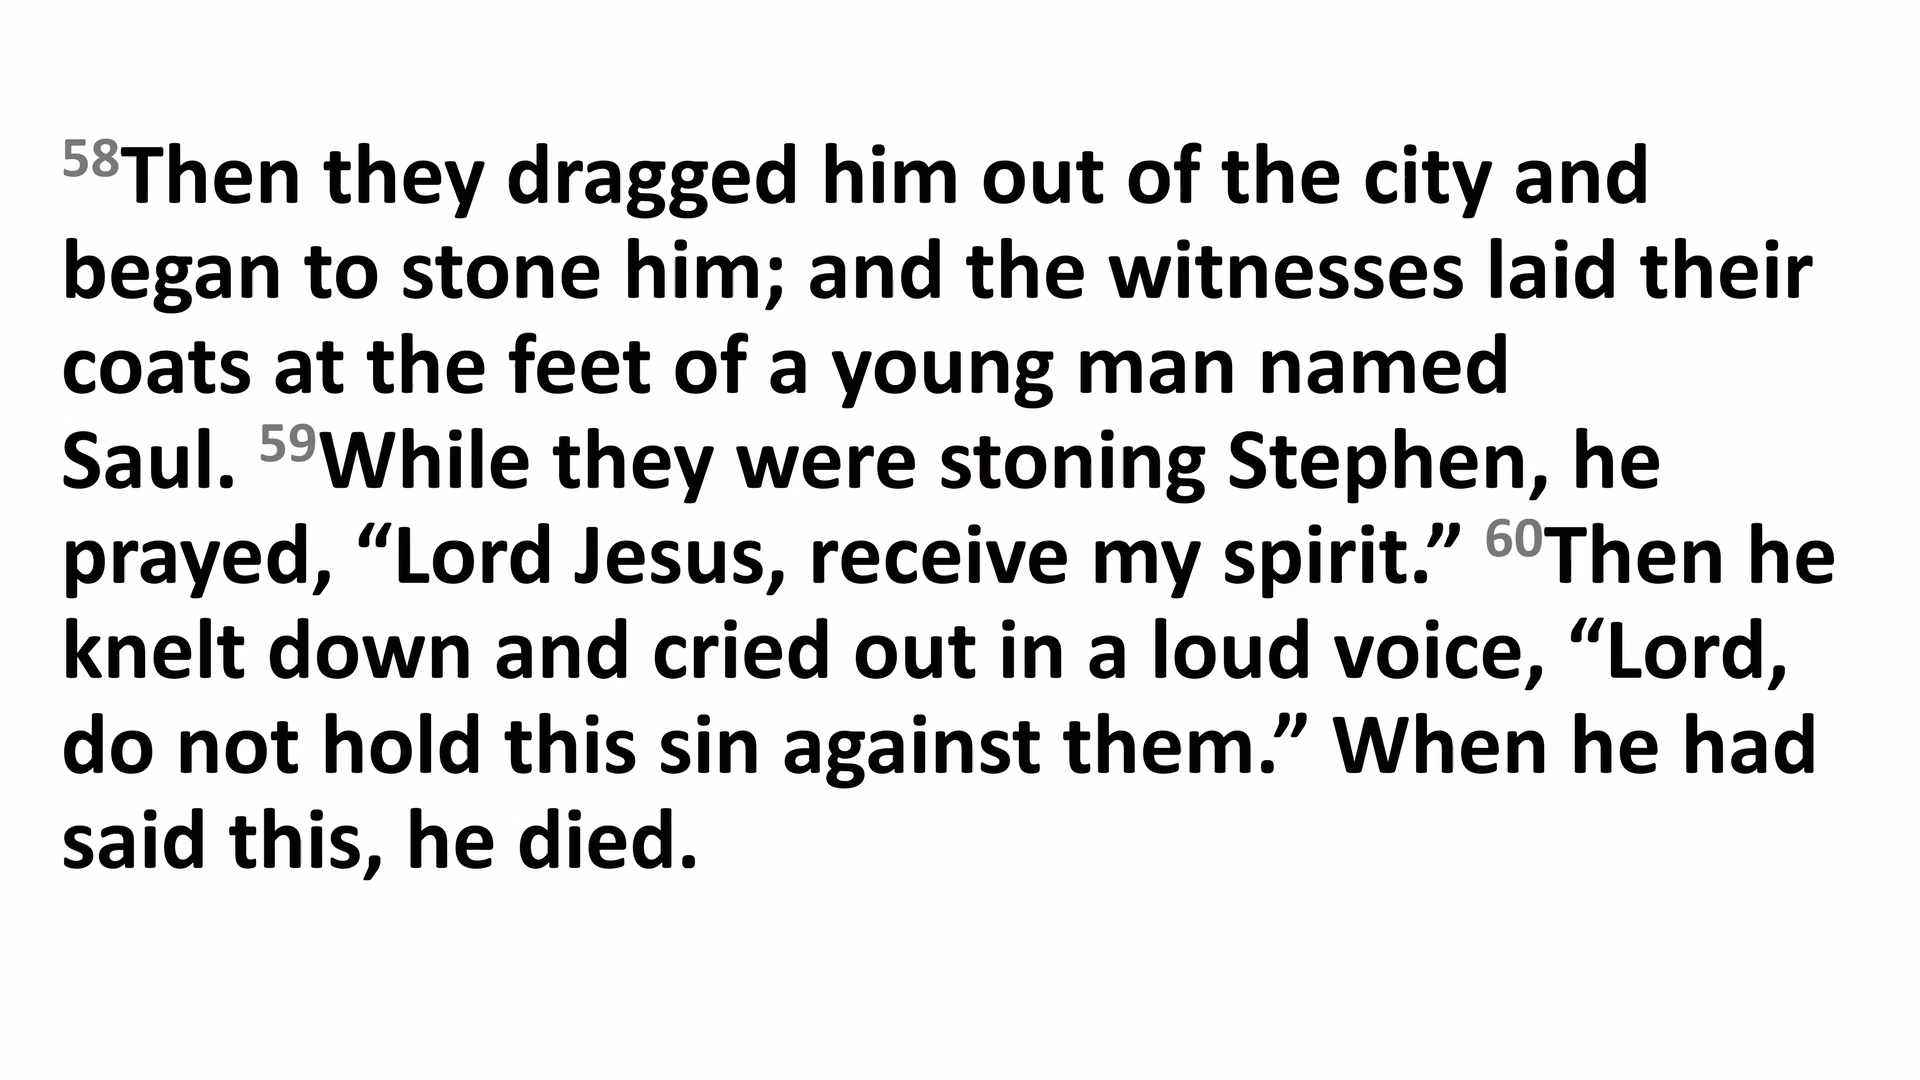 58Then they dragged him out of the city and
began to stone him; and the witnesses laid their
coats at the feet of a young man named
Saul. 59While they were stoning Stephen, he
prayed, “Lord Jesus, receive my spirit.” 60Then he
knelt down and cried out in a loud voice, “Lord,
do not hold this sin against them.” When he had
said this, he died.